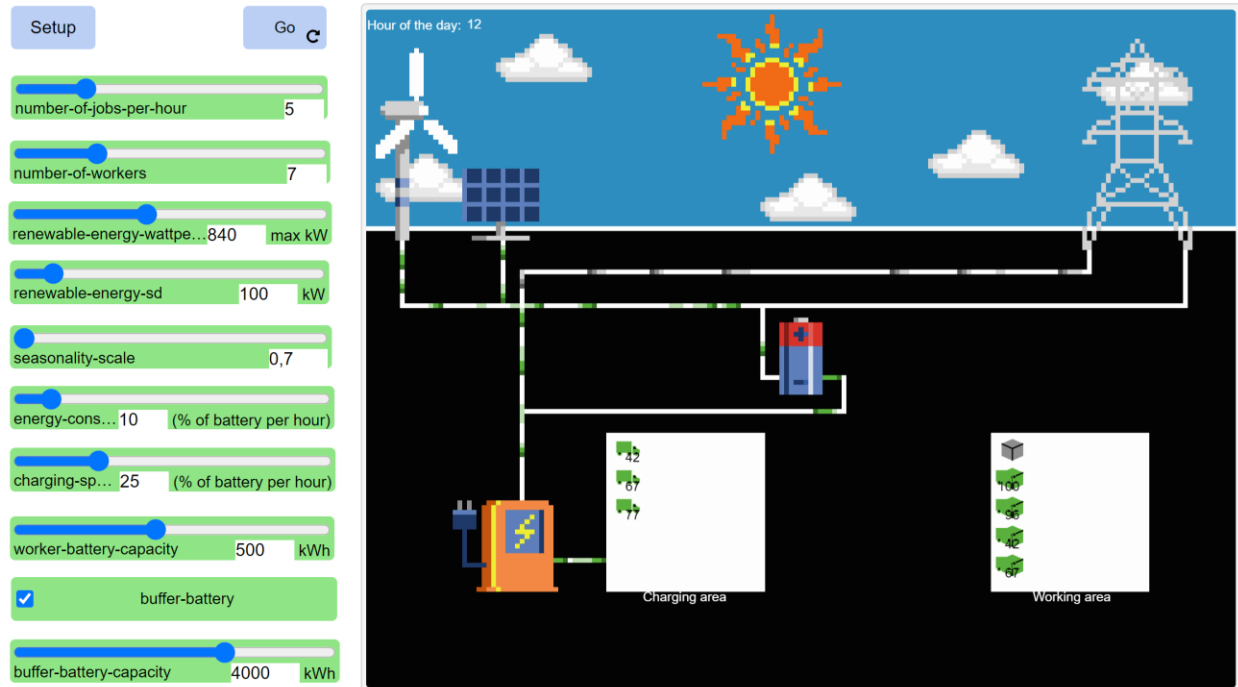 Setup
Go
number-of-jobs-per-hour 5
number-of-workers 7
renewable-energy-wattpe... 840 max kW
renewable-energy-sd 100 kW
seasonality-scale 0,7
energy-cons... 10 (% of battery per hour)
charging-sp... 25 (% of battery per hour)
worker-battery-capacity 500 kWh
buffer-battery
buffer-battery-capacity 4000 kWh
Hour of the day: 12
42
67
77
Charging area
100
96
42
67
Working area